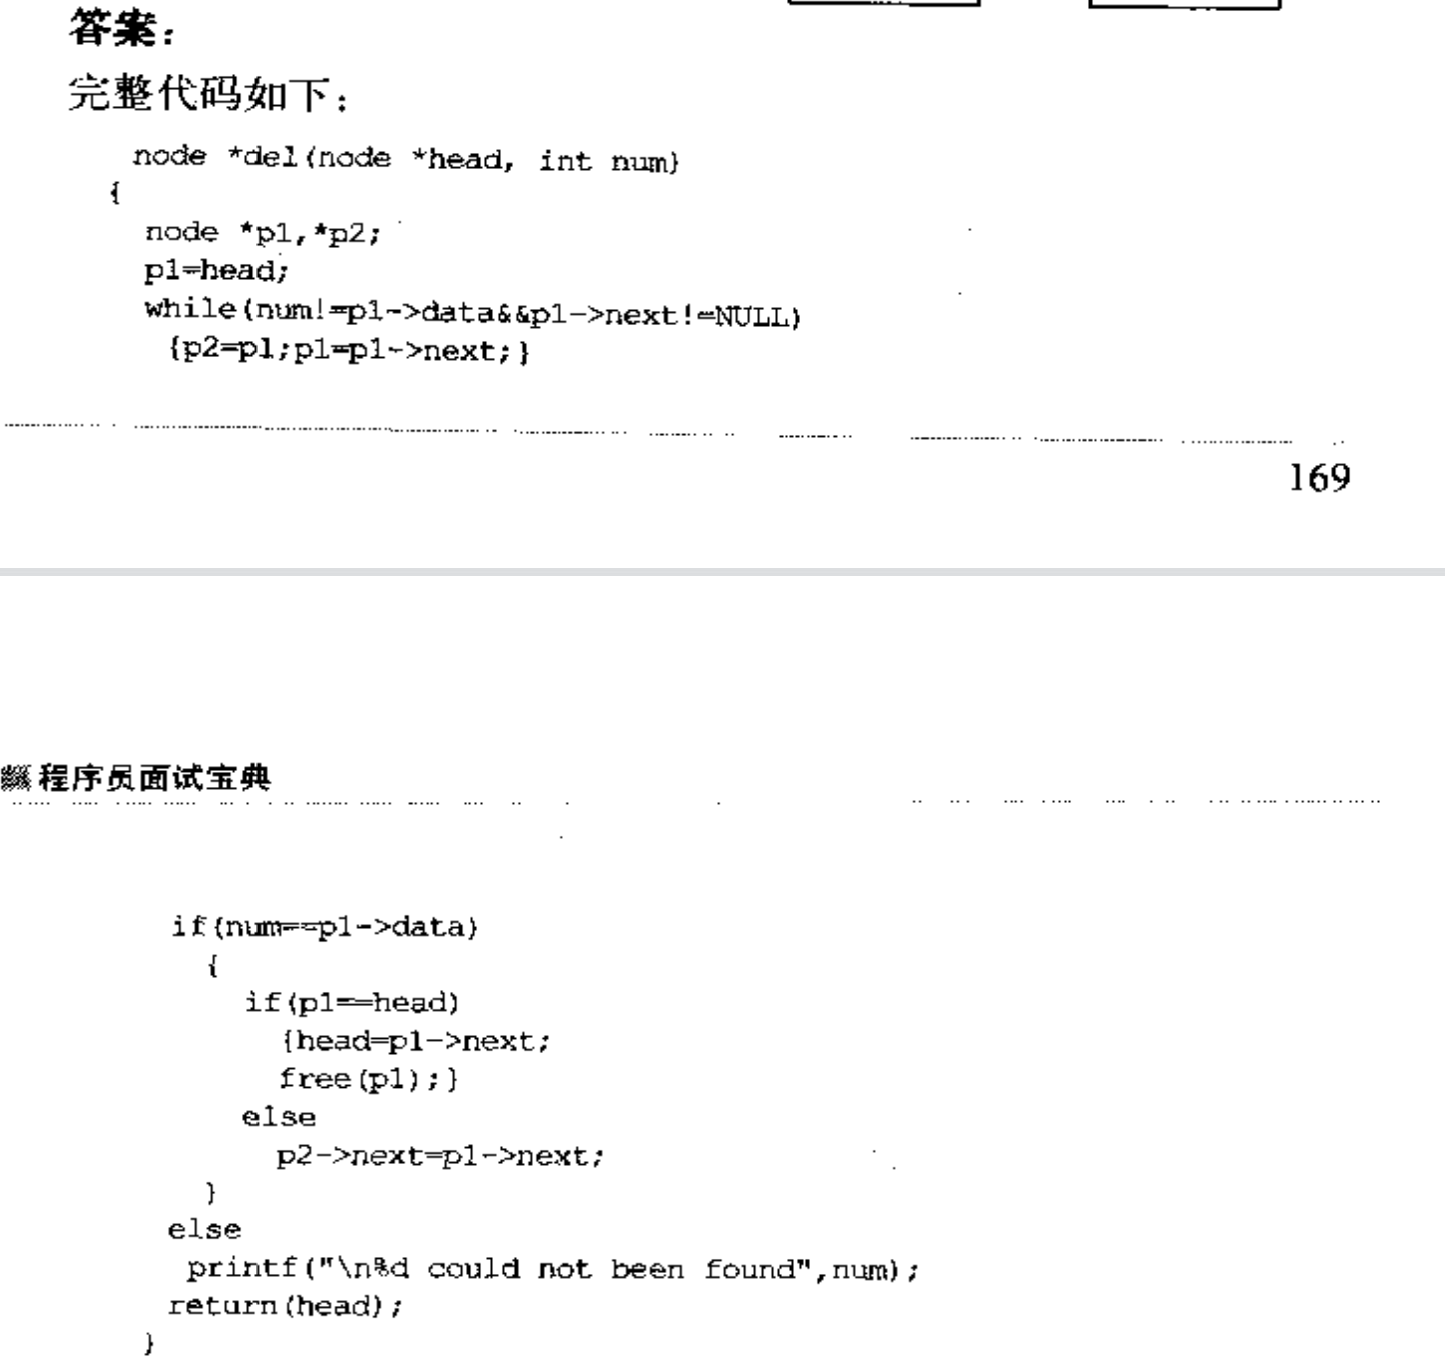 答案：
完整代码如下：
node *del(node *head, int num)
{
node *p1,*p2;
p1=head;
while(num!=p1->data&&p1->next!=NULL)
{p2=p1;p1=p1->next;}
169
程序员面试宝典
if(num==p1->data)
{
if(p1==head)
{head=p1->next;
free(p1);}
else
p2->next=p1->next;
}
else
printf("\n%d could not been found",num);
return(head);
}